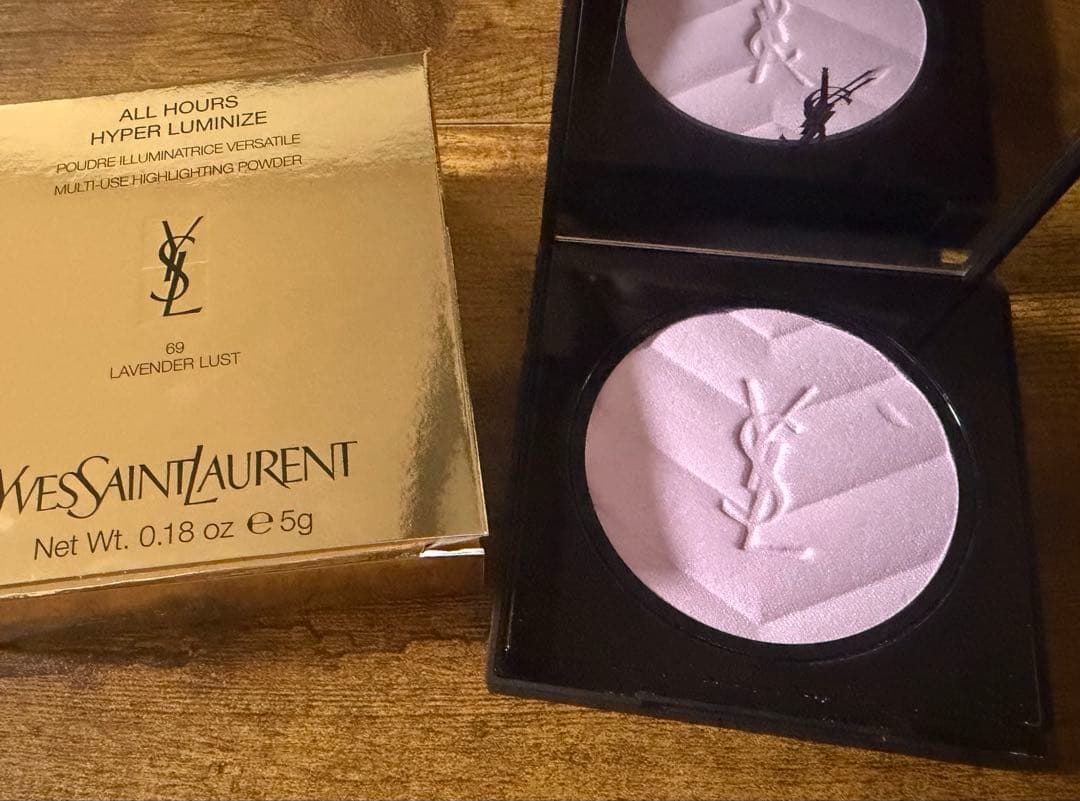 ALL HOURS
HYPER LUMINIZE
POUDRE ILLUMINATRICE VERSATILE
MULTI-USE HIGHLIGHTING POWDER
YSL
69
LAVENDER LUST
YVESSAINTLAURENT
Net Wt. 0.18 oz ℮ 5g
YSL